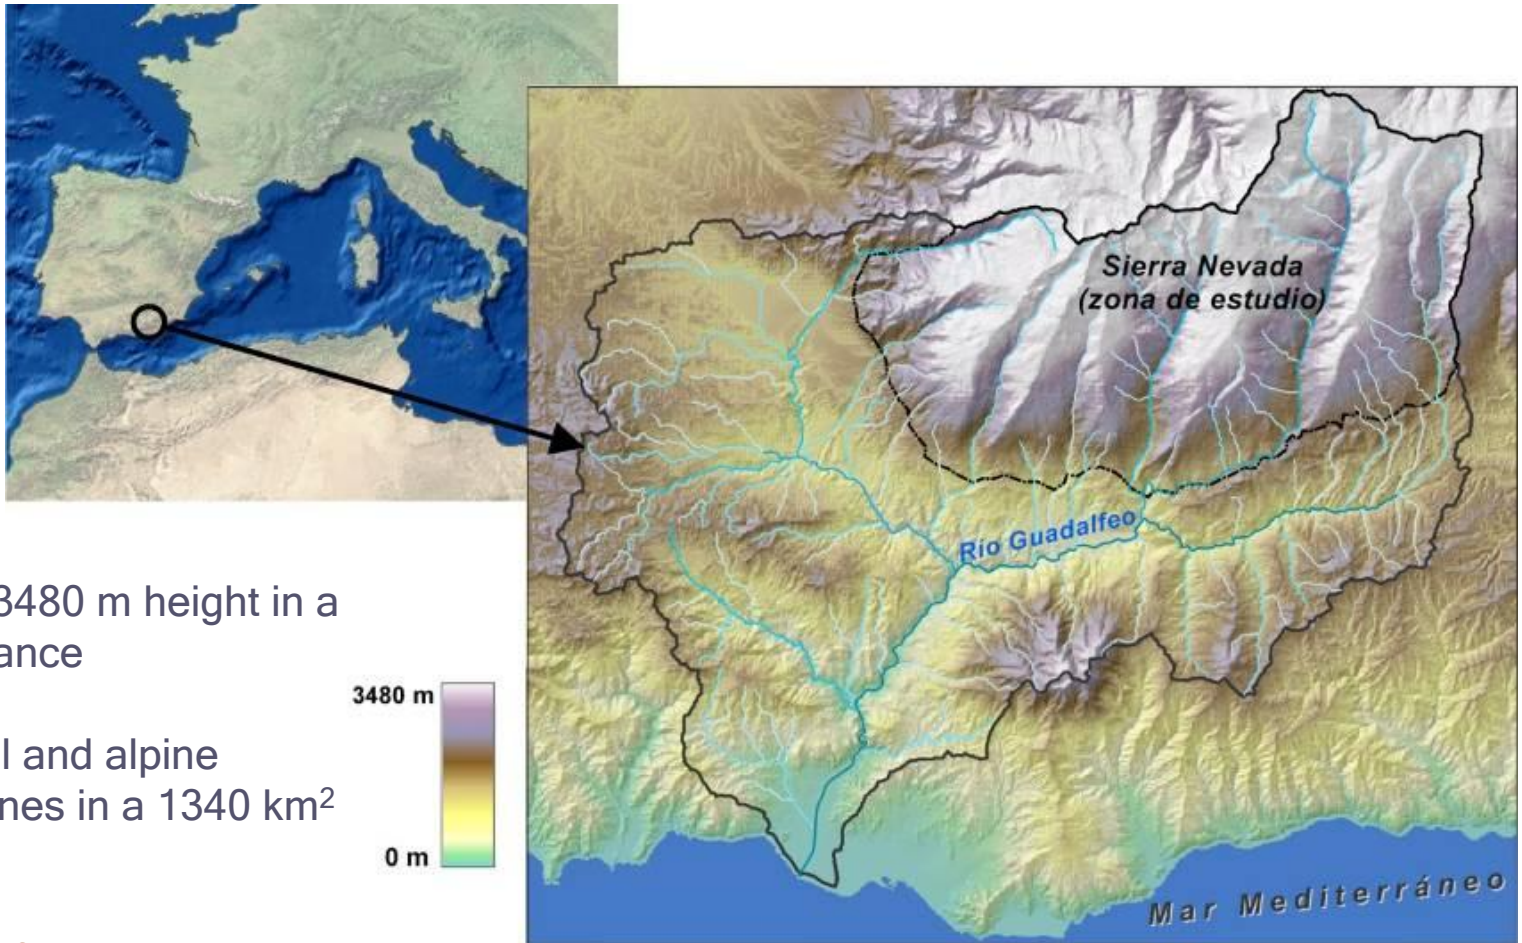 3480 m height in a
ance
l and alpine
nes in a 1340 km²
3480 m
0 m
Sierra Nevada
(zona de estudio)
Río Guadalfeo
Mar Mediterráneo